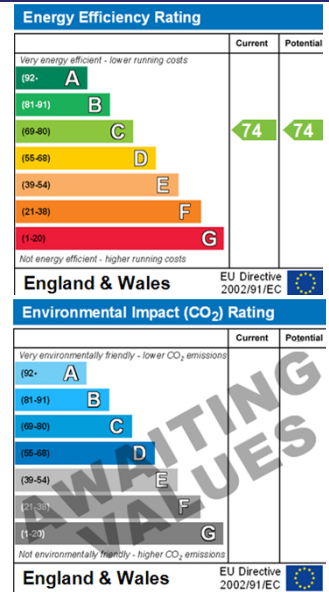 Energy Efficiency Rating
Current Potential
Very energy efficient - lower running costs
(92- A
(81-91) B
(69-80) C 74 74
(55-68) D
(39-54) E
(21-38) F
(1-20) G
Not energy efficient - higher running costs
England & Wales EU Directive
2002/91/EC
Environmental Impact (CO2) Rating
Current Potential
Very environmentally friendly - lower CO2 emissions
(92- A
(81-91) B
(69-80) C
(55-68) D
(39-54) E
(21-38) F
(1-20) G
AWAITING
VALUES
Not environmentally friendly - higher CO2 emissions
England & Wales EU Directive
2002/91/EC